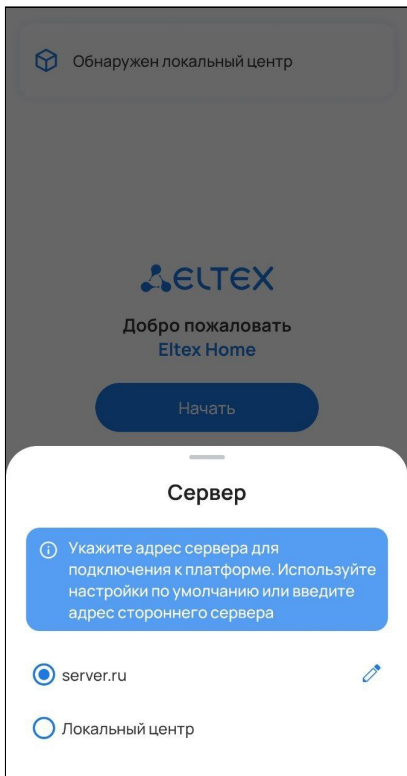 Обнаружен локальный центр
ELTEX
Добро пожаловать
Eltex Home
Начать
Сервер
Укажите адрес сервера для
подключения к платформе. Используйте
настройки по умолчанию или введите
адрес стороннего сервера
server.ru
Локальный центр